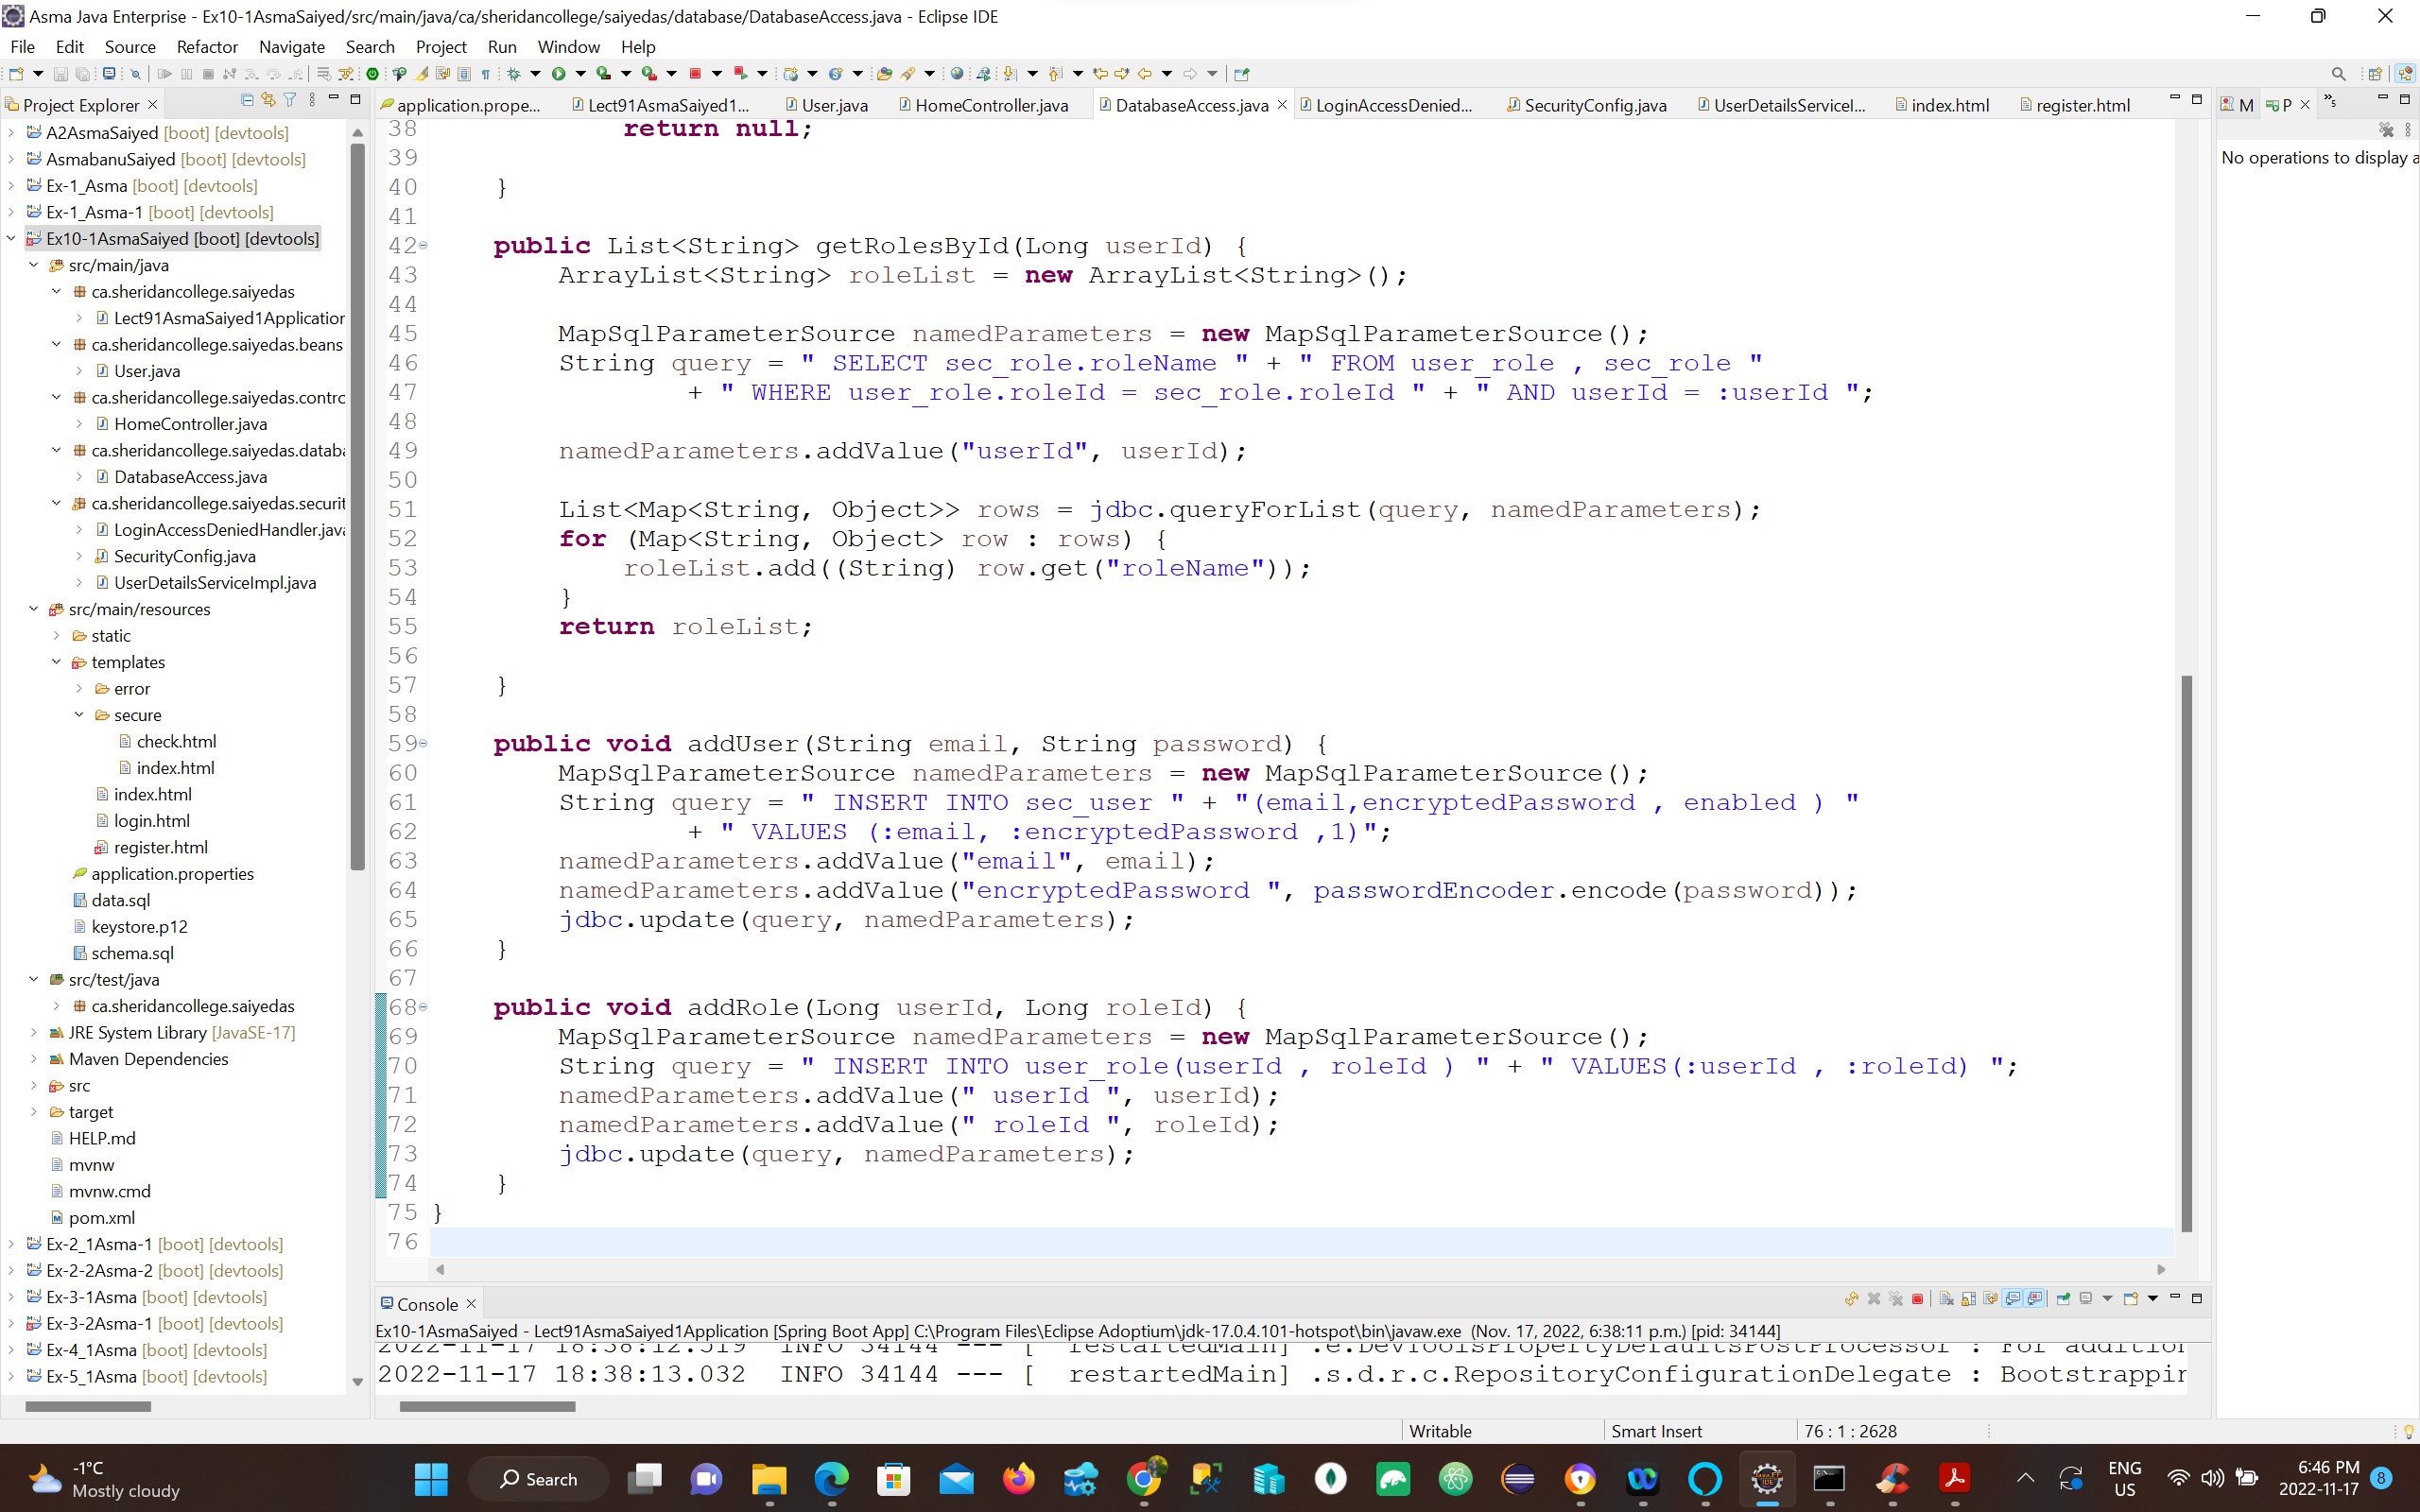 Asma Java Enterprise - Ex10-1AsmaSaiyed/src/main/java/ca/sheridancollege/saiyedas/database/DatabaseAccess.java - Eclipse IDE
File Edit Source Refactor Navigate Search Project Run Window Help
Project Explorer
A2AsmaSaiyed [boot] [devtools]
AsmabanuSaiyed [boot] [devtools]
Ex-1_Asma [boot] [devtools]
Ex-1_Asma-1 [boot] [devtools]
Ex10-1AsmaSaiyed [boot] [devtools]
src/main/java
ca.sheridancollege.saiyedas
Lect91AsmaSaiyed1Application
ca.sheridancollege.saiyedas.beans
User.java
ca.sheridancollege.saiyedas.contro
HomeController.java
ca.sheridancollege.saiyedas.databa
DatabaseAccess.java
ca.sheridancollege.saiyedas.securit
LoginAccessDeniedHandler.java
SecurityConfig.java
UserDetailsServiceImpl.java
src/main/resources
static
templates
error
secure
check.html
index.html
index.html
login.html
register.html
application.properties
data.sql
keystore.p12
schema.sql
src/test/java
ca.sheridancollege.saiyedas
JRE System Library [JavaSE-17]
Maven Dependencies
src
target
HELP.md
mvnw
mvnw.cmd
pom.xml
Ex-2_1Asma-1 [boot] [devtools]
Ex-2-2Asma-2 [boot] [devtools]
Ex-3-1Asma [boot] [devtools]
Ex-3-2Asma-1 [boot] [devtools]
Ex-4_1Asma [boot] [devtools]
Ex-5_1Asma [boot] [devtools]
application.prope... Lect91AsmaSaiyed1... User.java HomeController.java DatabaseAccess.java LoginAccessDenied... SecurityConfig.java UserDetailsServiceI... index.html register.html »5
38 return null;
39
40 }
41
42 public List<String> getRolesById(Long userId) {
43 ArrayList<String> roleList = new ArrayList<String>();
44
45 MapSqlParameterSource namedParameters = new MapSqlParameterSource();
46 String query = " SELECT sec_role.roleName " + " FROM user_role , sec_role "
47 + " WHERE user_role.roleId = sec_role.roleId " + " AND userId = :userId ";
48
49 namedParameters.addValue("userId", userId);
50
51 List<Map<String, Object>> rows = jdbc.queryForList(query, namedParameters);
52 for (Map<String, Object> row : rows) {
53 roleList.add((String) row.get("roleName"));
54 }
55 return roleList;
56
57 }
58
59 public void addUser(String email, String password) {
60 MapSqlParameterSource namedParameters = new MapSqlParameterSource();
61 String query = " INSERT INTO sec_user " + "(email,encryptedPassword , enabled ) "
62 + " VALUES (:email, :encryptedPassword ,1)";
63 namedParameters.addValue("email", email);
64 namedParameters.addValue("encryptedPassword ", passwordEncoder.encode(password));
65 jdbc.update(query, namedParameters);
66 }
67
68 public void addRole(Long userId, Long roleId) {
69 MapSqlParameterSource namedParameters = new MapSqlParameterSource();
70 String query = " INSERT INTO user_role(userId , roleId ) " + " VALUES(:userId , :roleId) ";
71 namedParameters.addValue(" userId ", userId);
72 namedParameters.addValue(" roleId ", roleId);
73 jdbc.update(query, namedParameters);
74 }
75 }
76
M P
No operations to display a
Console
Ex10-1AsmaSaiyed - Lect91AsmaSaiyed1Application [Spring Boot App] C:\Program Files\Eclipse Adoptium\jdk-17.0.4.101-hotspot\bin\javaw.exe (Nov. 17, 2022, 6:38:11 p.m.) [pid: 34144]
2022-11-17 18:38:12.519 INFO 34144 --- [ restartedMain] .e.DevToolsPropertyDefaultsPostProcessor : For addition
2022-11-17 18:38:13.032 INFO 34144 --- [ restartedMain] .s.d.r.c.RepositoryConfigurationDelegate : Bootstrappin
Writable Smart Insert 76 : 1 : 2628
-1°C
Mostly cloudy
Search
ENG
US
6:46 PM
2022-11-17
8